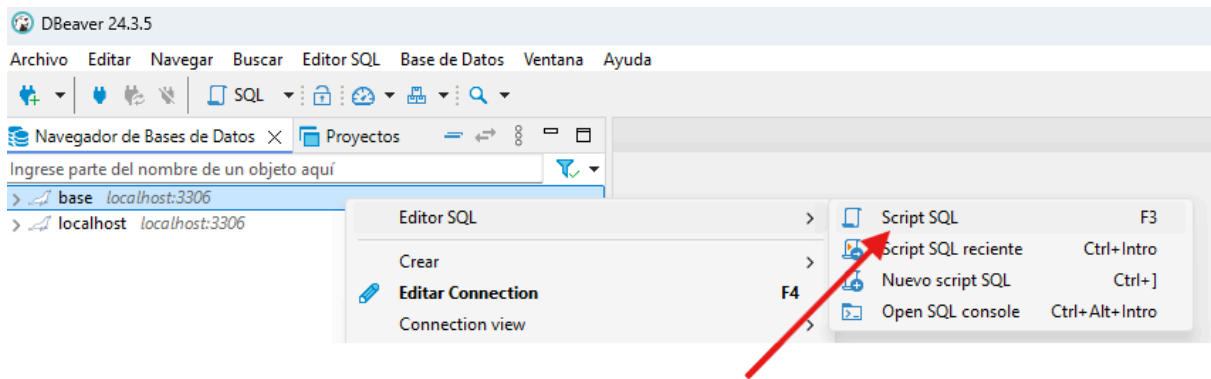 DBeaver 24.3.5
Archivo Editar Navegar Buscar Editor SQL Base de Datos Ventana Ayuda
SQL
Navegador de Bases de Datos Proyectos
Ingrese parte del nombre de un objeto aquí
base localhost:3306
localhost localhost:3306
Editor SQL
Crear
Editar Connection F4
Connection view
Script SQL F3
Script SQL reciente Ctrl+Intro
Nuevo script SQL Ctrl+]
Open SQL console Ctrl+Alt+Intro